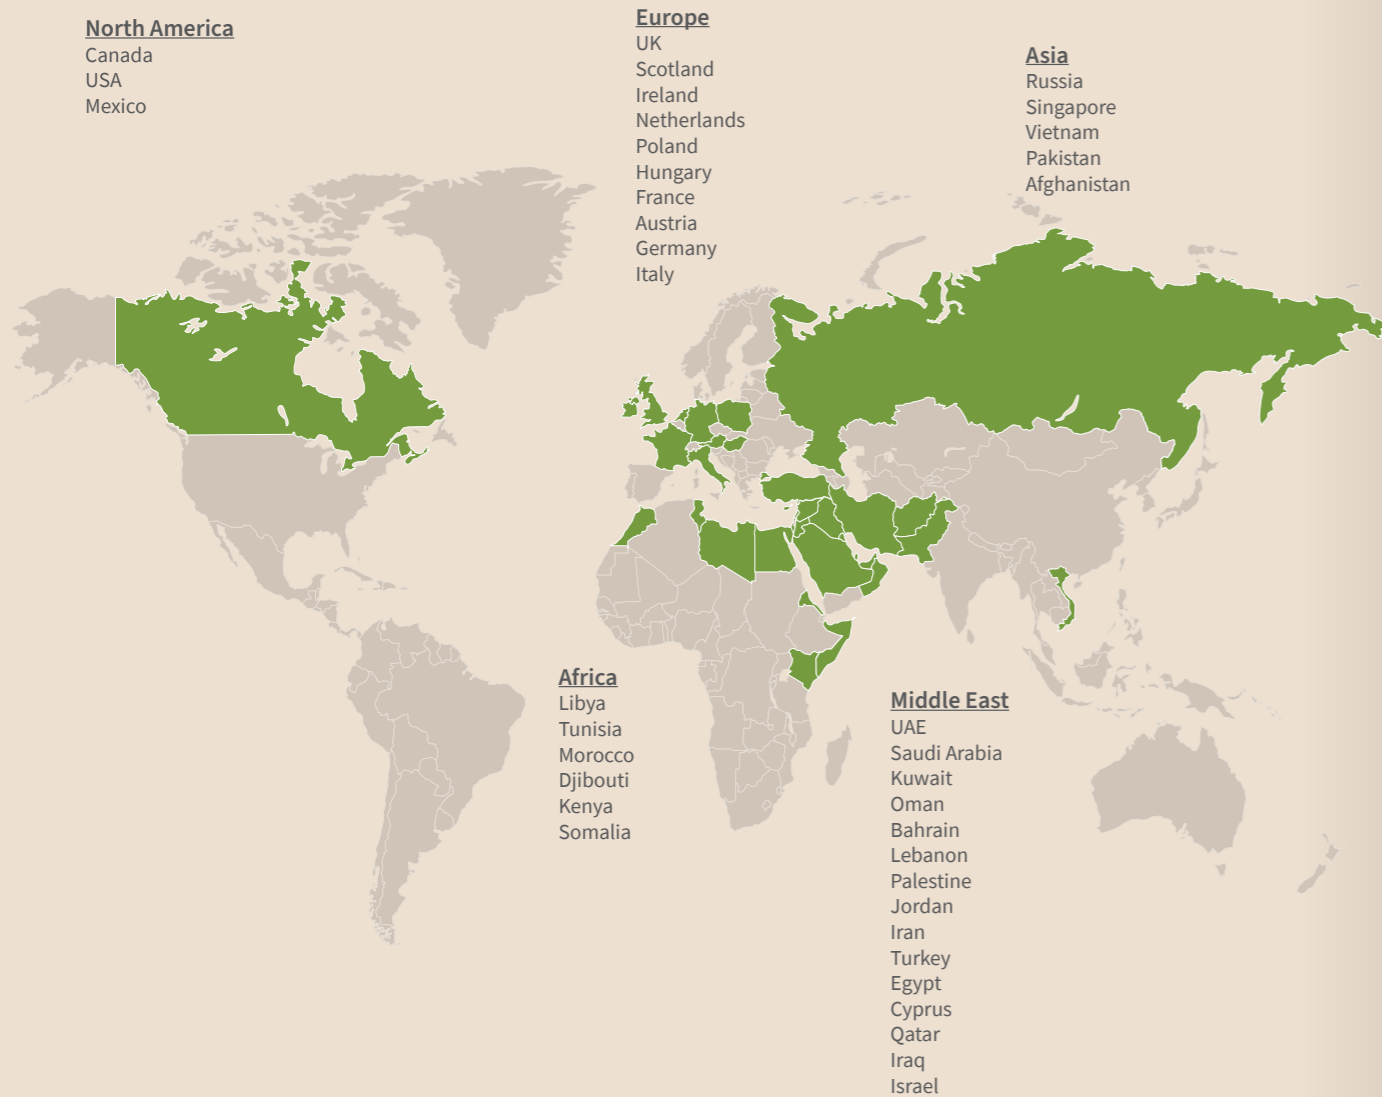 North America
Canada
USA
Mexico
Europe
UK
Scotland
Ireland
Netherlands
Poland
Hungary
France
Austria
Germany
Italy
Asia
Russia
Singapore
Vietnam
Pakistan
Afghanistan
Africa
Libya
Tunisia
Morocco
Djibouti
Kenya
Somalia
Middle East
UAE
Saudi Arabia
Kuwait
Oman
Bahrain
Lebanon
Palestine
Jordan
Iran
Turkey
Egypt
Cyprus
Qatar
Iraq
Israel